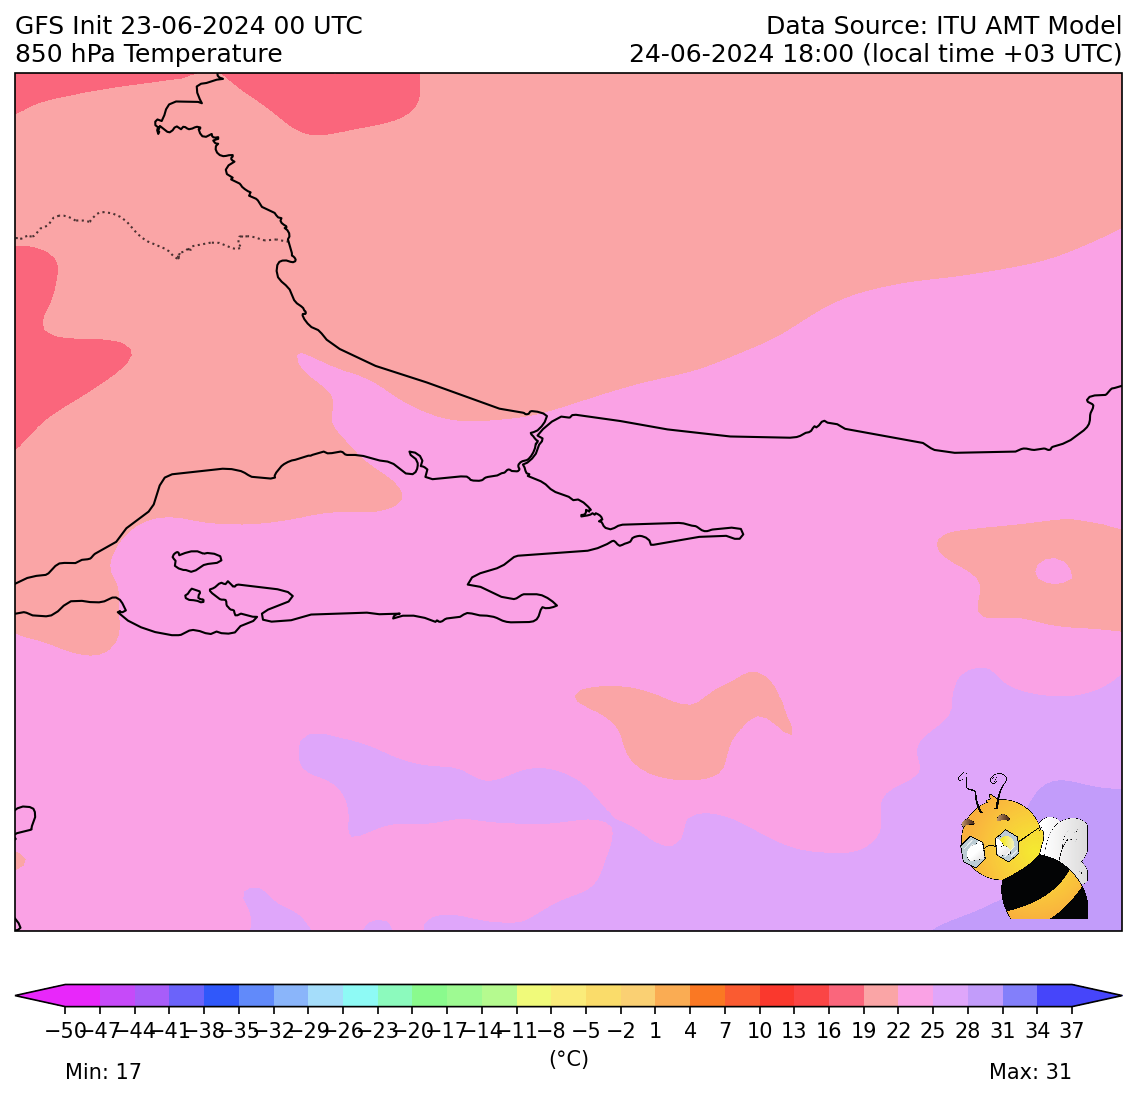 GFS Init 23-06-2024 00 UTC
Data Source: ITU AMT Model
850 hPa Temperature
24-06-2024 18:00 (local time +03 UTC)
−50 −47 −44 −41 −38 −35 −32 −29 −26 −23 −20 −17 −14 −11 −8 −5 −2 1 4 7 10 13 16 19 22 25 28 31 34 37
(°C)
Min: 17
Max: 31